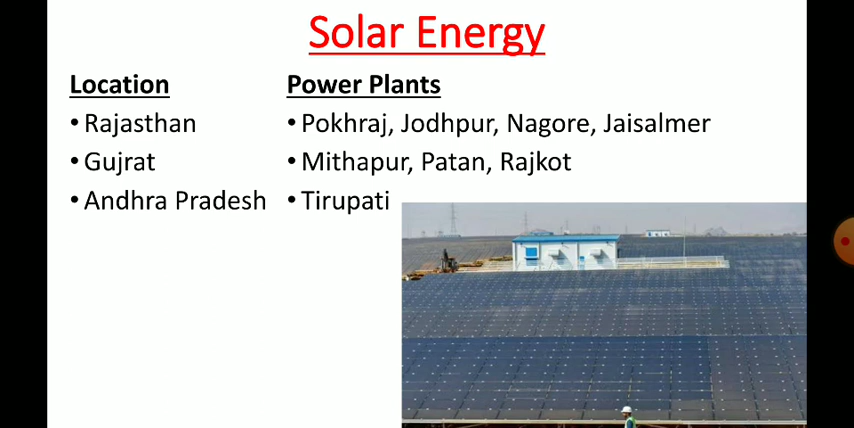 Solar Energy
Location Power Plants
• Rajasthan • Pokhraj, Jodhpur, Nagore, Jaisalmer
• Gujrat • Mithapur, Patan, Rajkot
• Andhra Pradesh • Tirupati